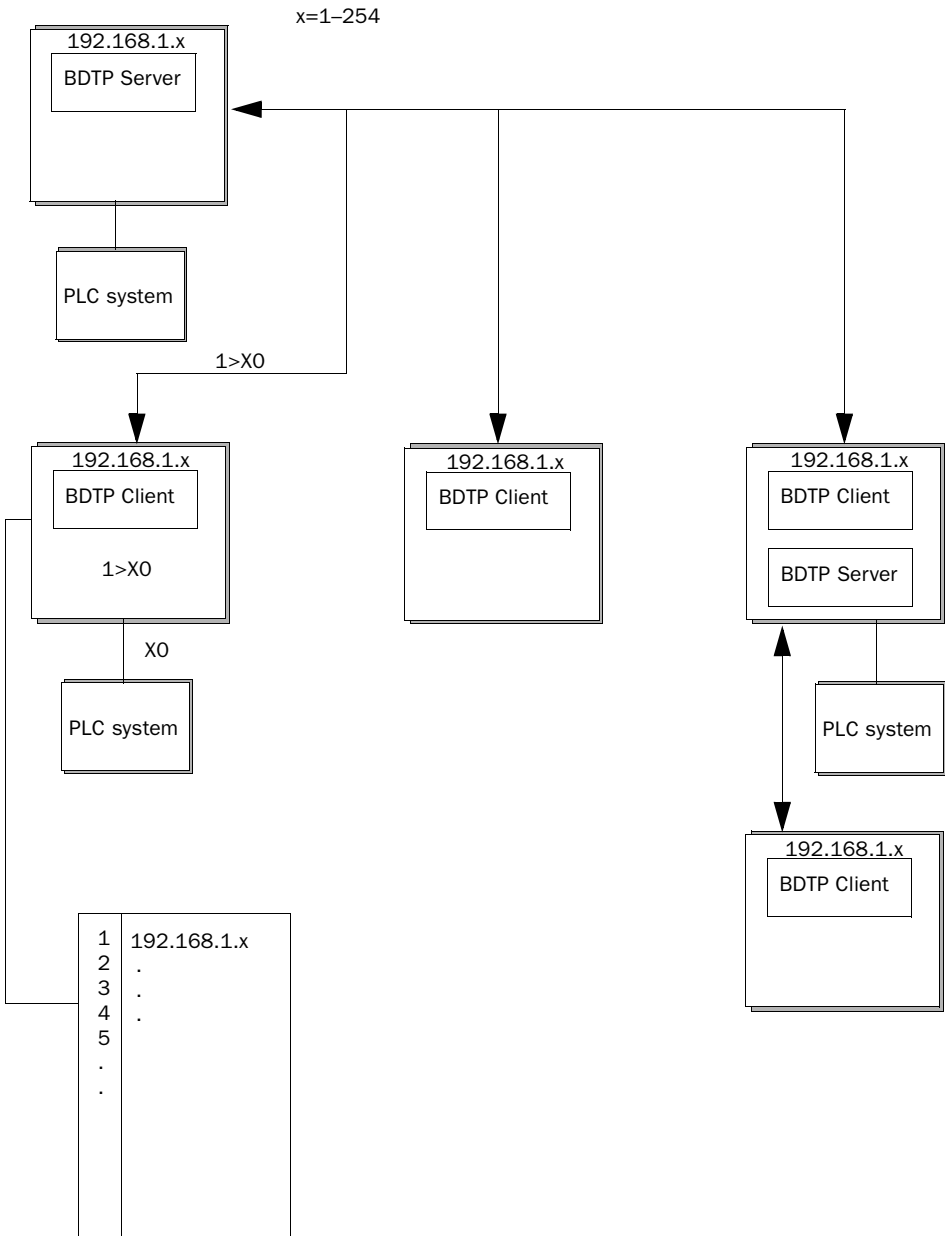 x=1–254
192.168.1.x
BDTP Server
PLC system
1>X0
192.168.1.x
BDTP Client
1>X0
X0
PLC system
192.168.1.x
BDTP Client
192.168.1.x
BDTP Client
BDTP Server
PLC system
192.168.1.x
BDTP Client
1 192.168.1.x
2 .
3 .
4 .
5
.
.